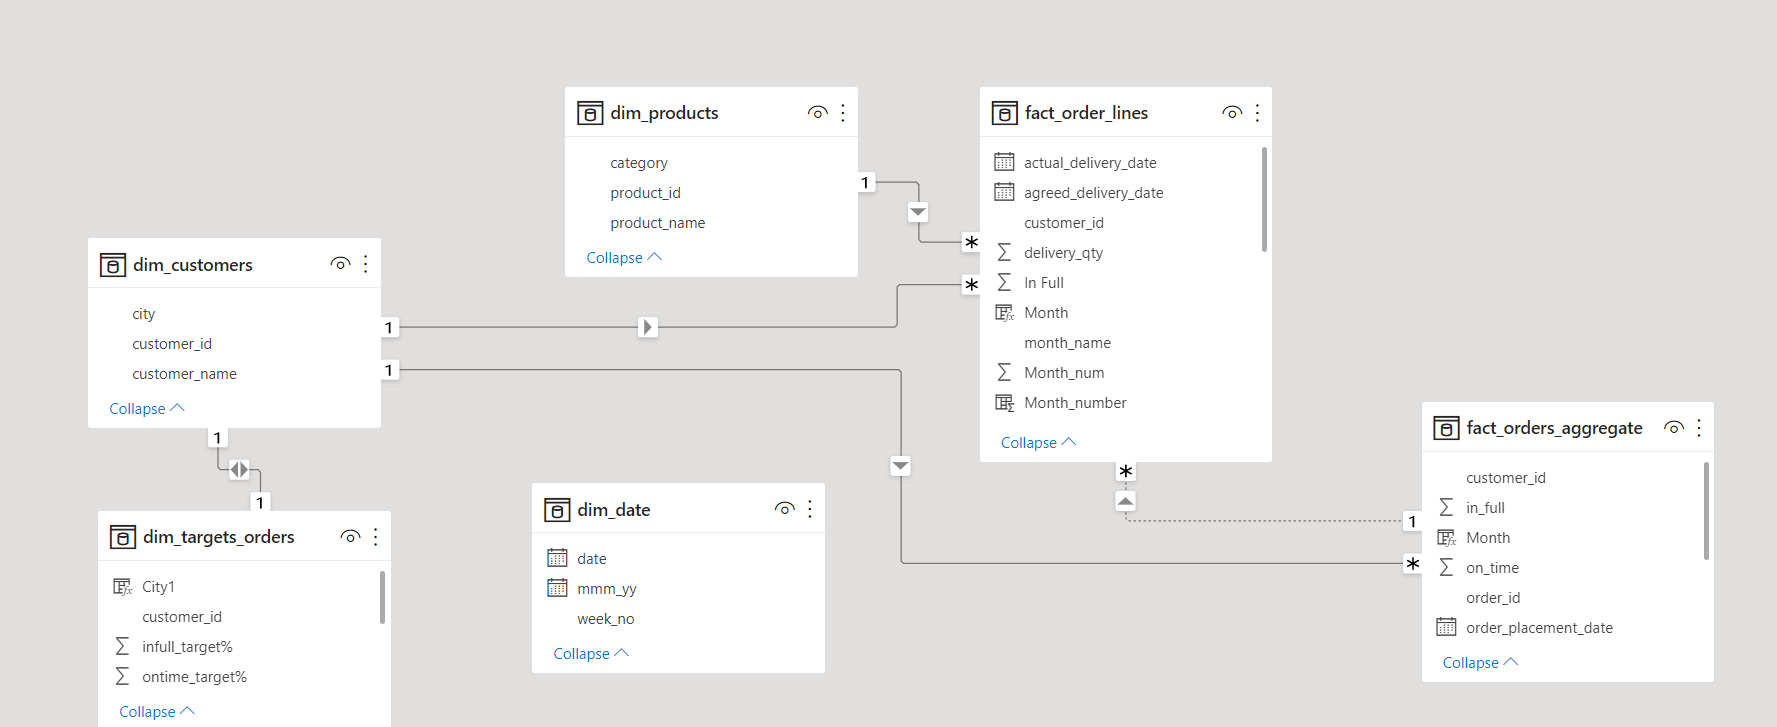 dim_products
category
product_id
product_name
Collapse
fact_order_lines
actual_delivery_date
agreed_delivery_date
customer_id
delivery_qty
In Full
Month
month_name
Month_num
Month_number
Collapse
dim_customers
city
customer_id
customer_name
Collapse
1
*
1
*
1
*
1
1
*
1
dim_date
date
mmm_yy
week_no
Collapse
dim_targets_orders
City1
customer_id
infull_target%
ontime_target%
Collapse
fact_orders_aggregate
customer_id
in_full
Month
on_time
order_id
order_placement_date
Collapse